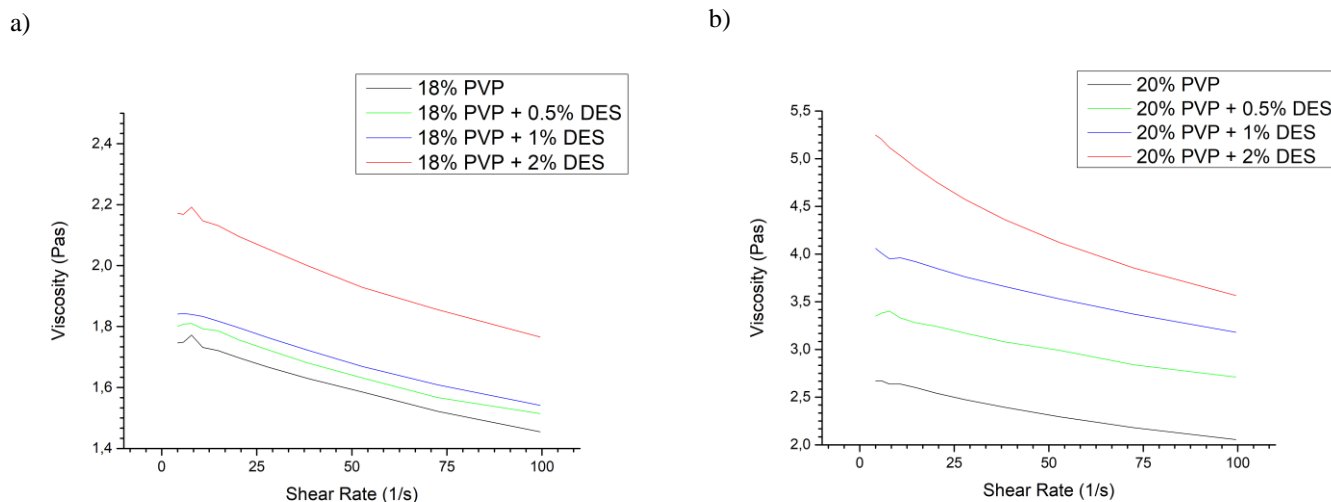 a)
18% PVP
18% PVP + 0.5% DES
18% PVP + 1% DES
18% PVP + 2% DES
2,4
2,2
2,0
1,8
1,6
1,4
Viscosity (Pas)
0
25
50
75
100
Shear Rate (1/s)
b)
20% PVP
20% PVP + 0.5% DES
20% PVP + 1% DES
20% PVP + 2% DES
5,5
5,0
4,5
4,0
3,5
3,0
2,5
2,0
Viscosity (Pas)
0
25
50
75
100
Shear Rate (1/s)